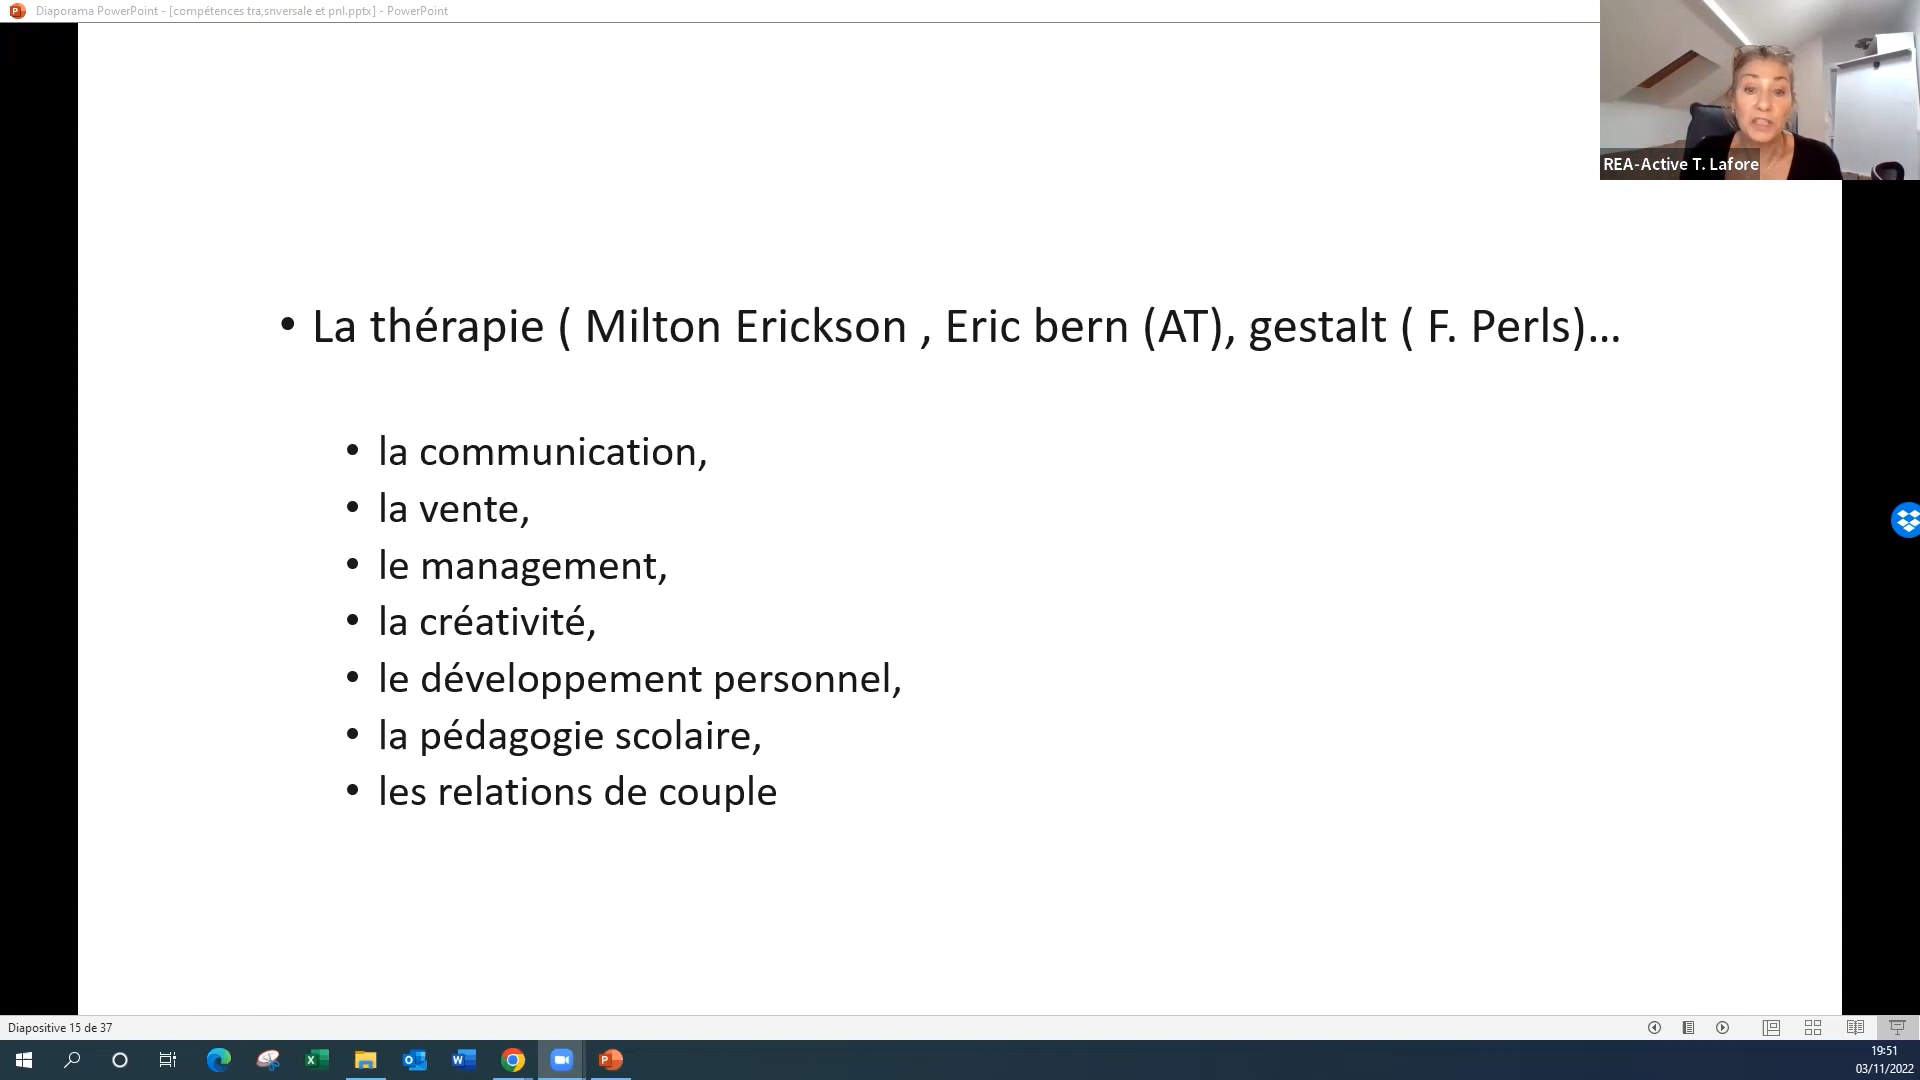 Diaporama PowerPoint - [compétences tra,snversale et pnl.pptx] - PowerPoint
REA-Active T. Lafore
• La thérapie ( Milton Erickson , Eric bern (AT), gestalt ( F. Perls)...
• la communication,
• la vente,
• le management,
• la créativité,
• le développement personnel,
• la pédagogie scolaire,
• les relations de couple
Diapositive 15 de 37
19:51
03/11/2022